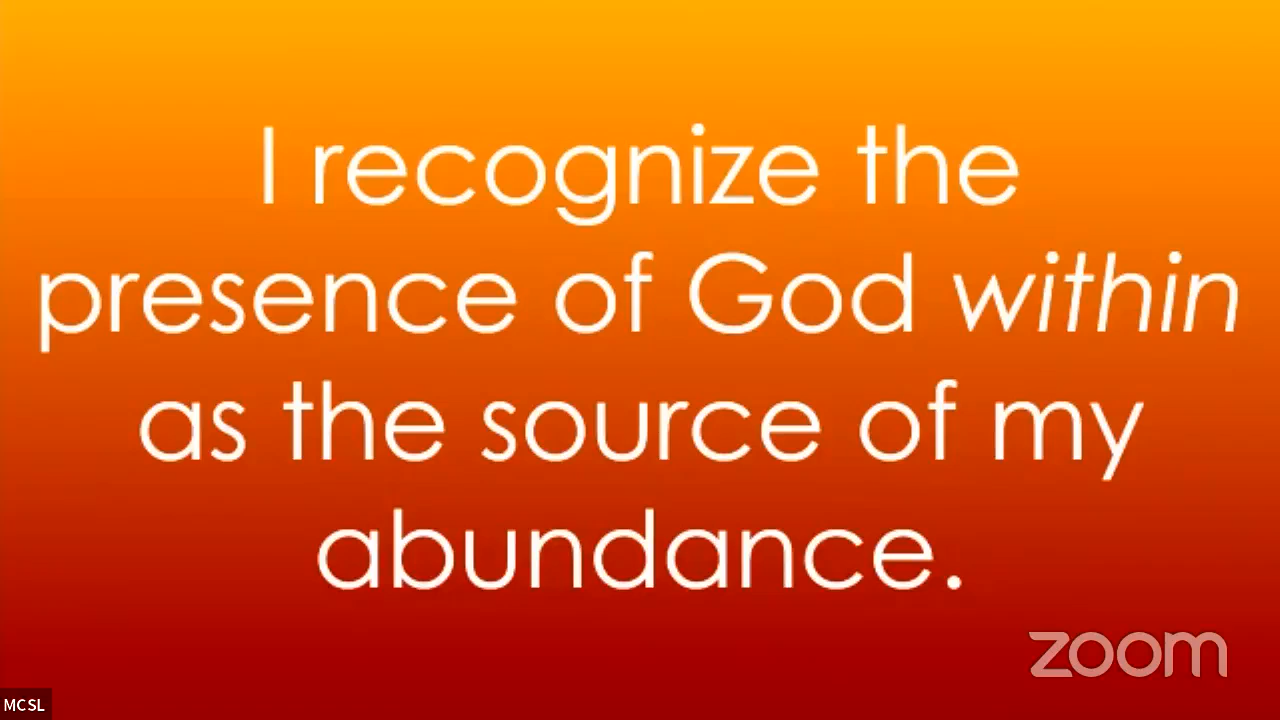 I recognize the
presence of God within
as the source of my
abundance.
zoom
MCSL